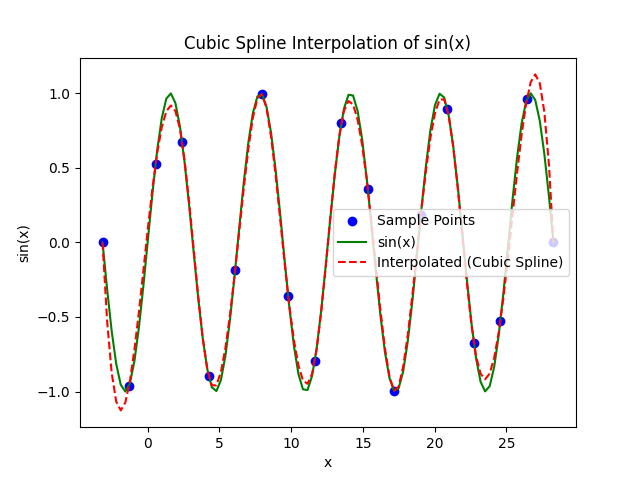 Cubic Spline Interpolation of sin(x)
sin(x)
1.0
0.5
0.0
−0.5
−1.0
Sample Points
sin(x)
Interpolated (Cubic Spline)
0 5 10 15 20 25
x